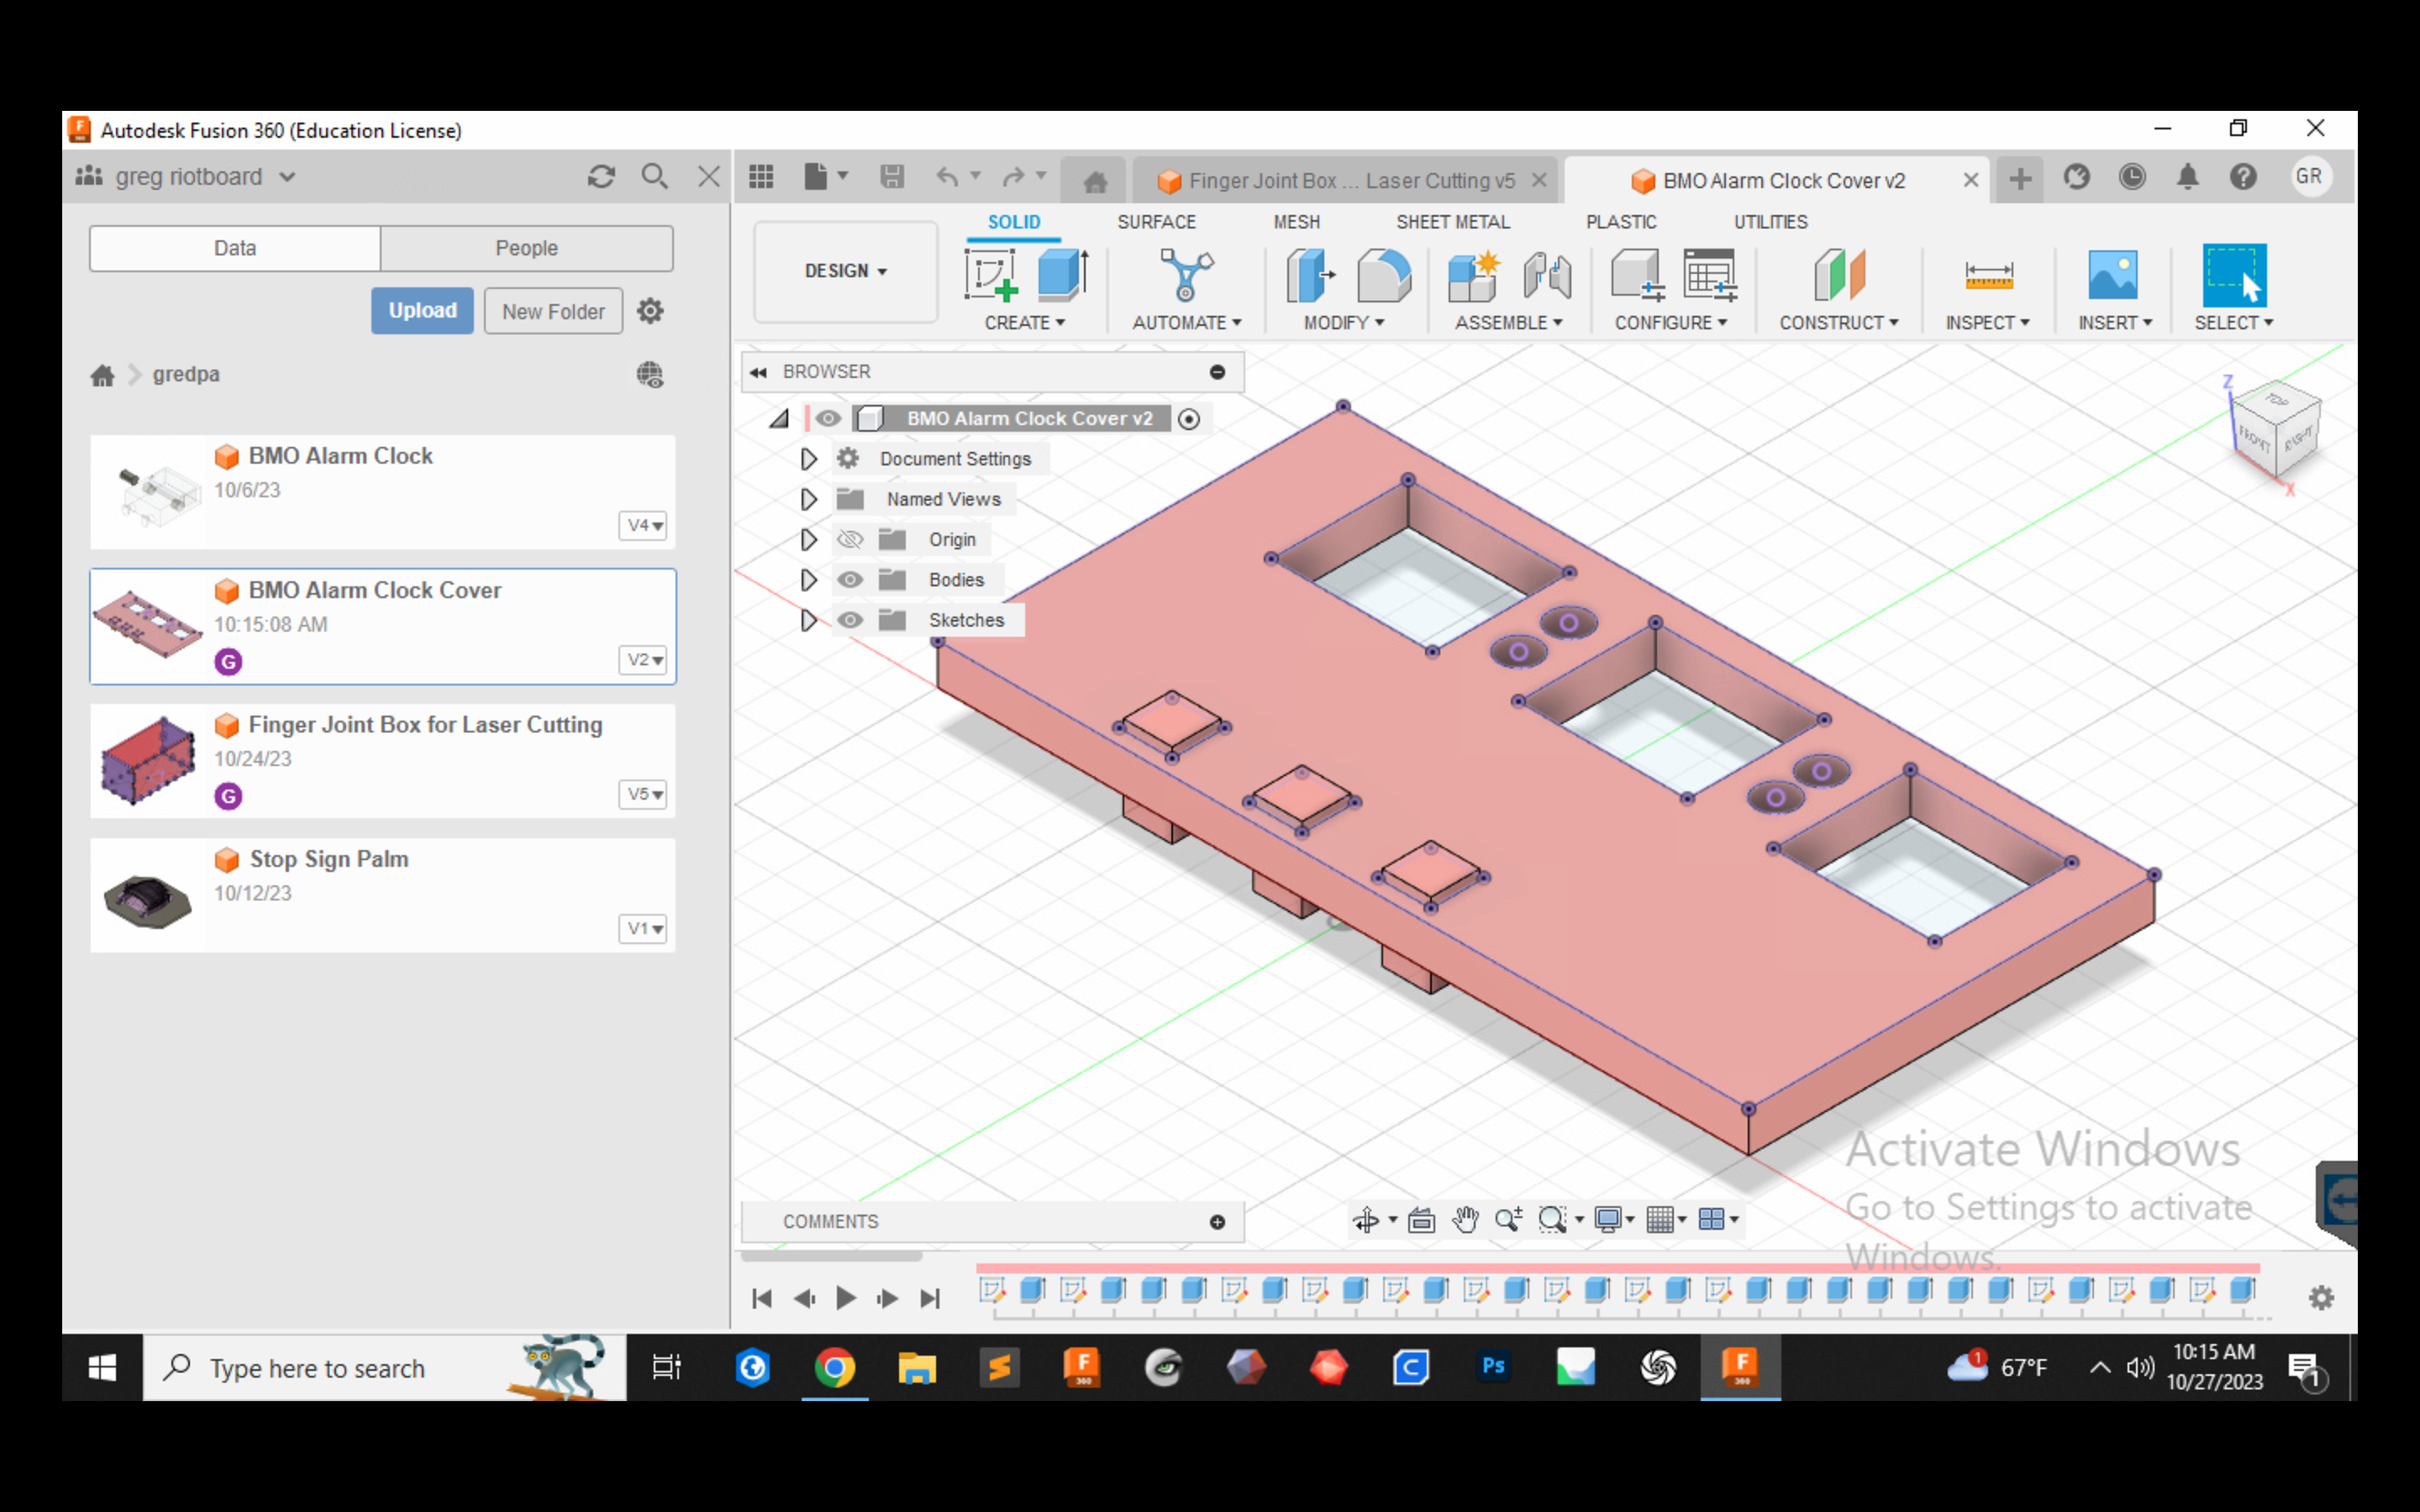 Autodesk Fusion 360 (Education License)
greg riotboard
Finger Joint Box ... Laser Cutting v5
BMO Alarm Clock Cover v2
GR
Data
People
Upload
New Folder
gredpa
BMO Alarm Clock
10/6/23
V4
BMO Alarm Clock Cover
10:15:08 AM
G
V2
Finger Joint Box for Laser Cutting
10/24/23
G
V5
Stop Sign Palm
10/12/23
V1
DESIGN
SOLID
SURFACE
MESH
SHEET METAL
PLASTIC
UTILITIES
CREATE
AUTOMATE
MODIFY
ASSEMBLE
CONFIGURE
CONSTRUCT
INSPECT
INSERT
SELECT
BROWSER
BMO Alarm Clock Cover v2
Document Settings
Named Views
Origin
Bodies
Sketches
Z
TOP
FRONT
RIGHT
X
COMMENTS
Activate Windows
Go to Settings to activate
Windows.
Type here to search
F
360
C
Ps
F
360
1
67°F
10:15 AM
10/27/2023
1